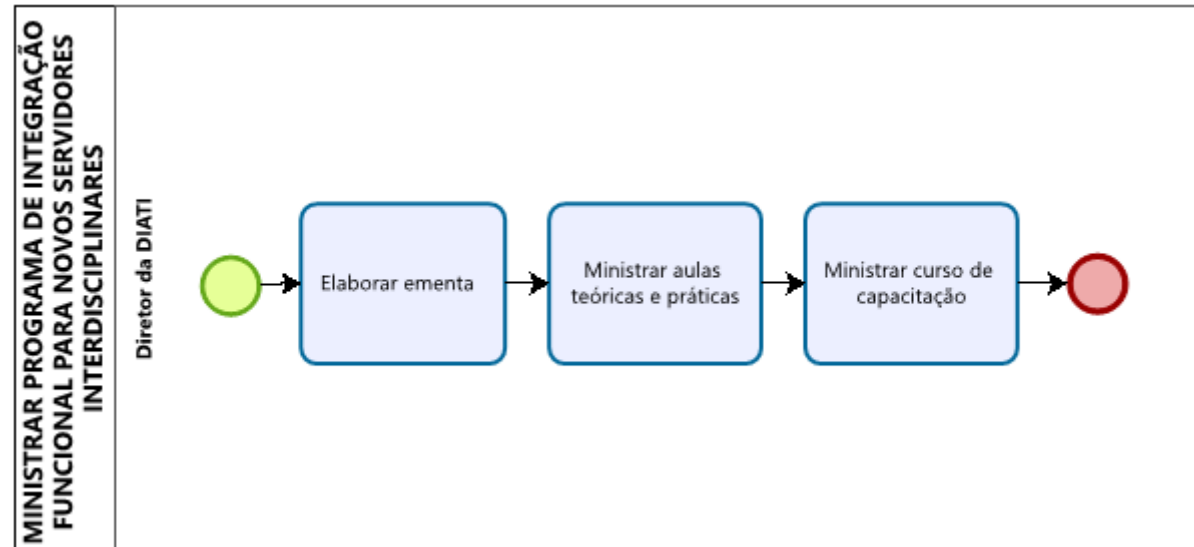 MINISTRAR PROGRAMA DE INTEGRAÇÃO
FUNCIONAL PARA NOVOS SERVIDORES
INTERDISCIPLINARES
Diretor da DIATI
Elaborar ementa
Ministrar aulas
teóricas e práticas
Ministrar curso de
capacitação